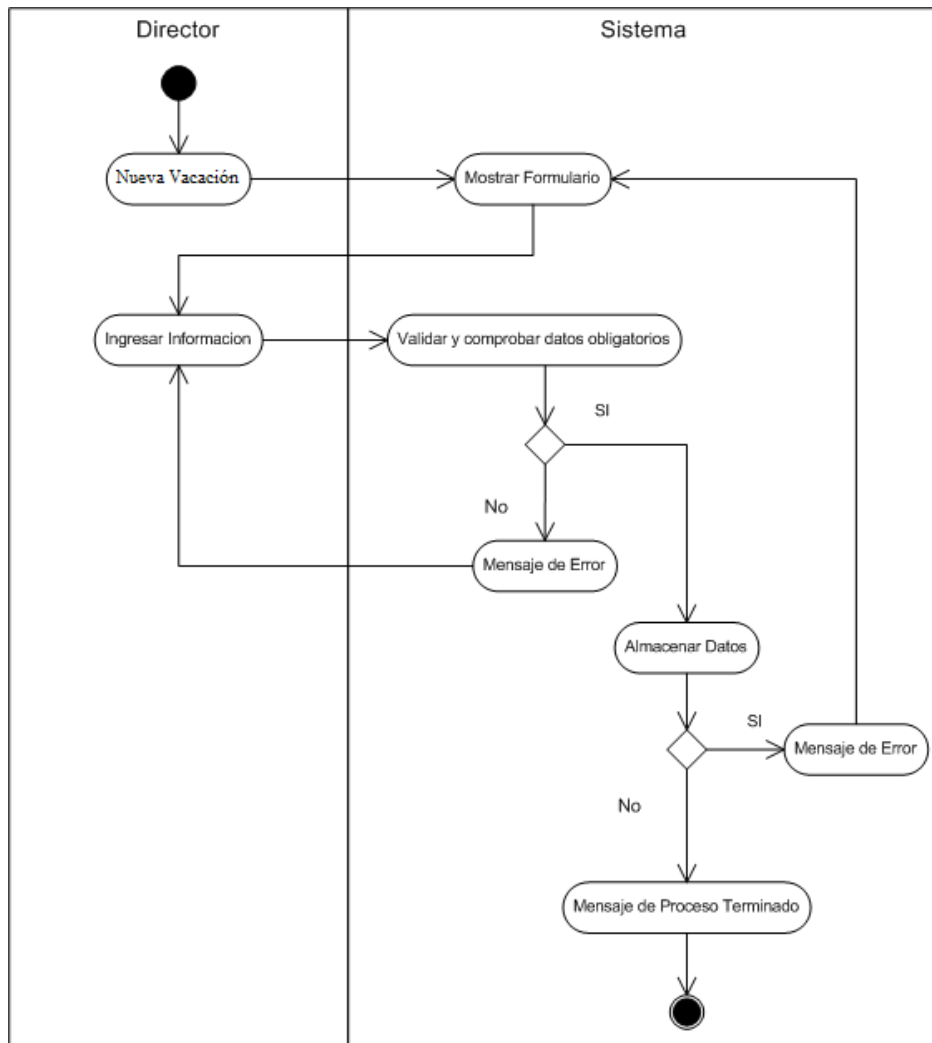 Director
Sistema
Nueva Vacación
Mostrar Formulario
Ingresar Informacion
Validar y comprobar datos obligatorios
SI
No
Mensaje de Error
Almacenar Datos
SI
Mensaje de Error
No
Mensaje de Proceso Terminado